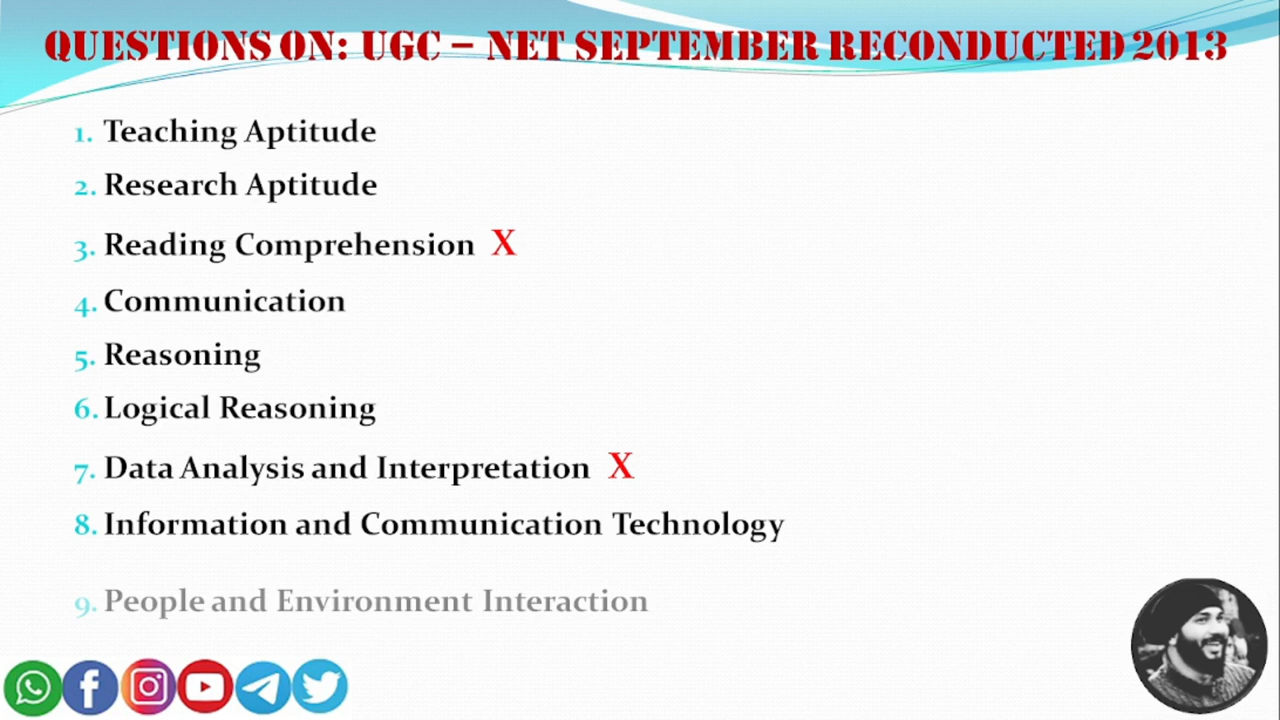 QUESTIONS ON: UGC – NET SEPTEMBER RECONDUCTED 2013
1. Teaching Aptitude
2. Research Aptitude
3. Reading Comprehension X
4. Communication
5. Reasoning
6. Logical Reasoning
7. Data Analysis and Interpretation X
8. Information and Communication Technology
9. People and Environment Interaction